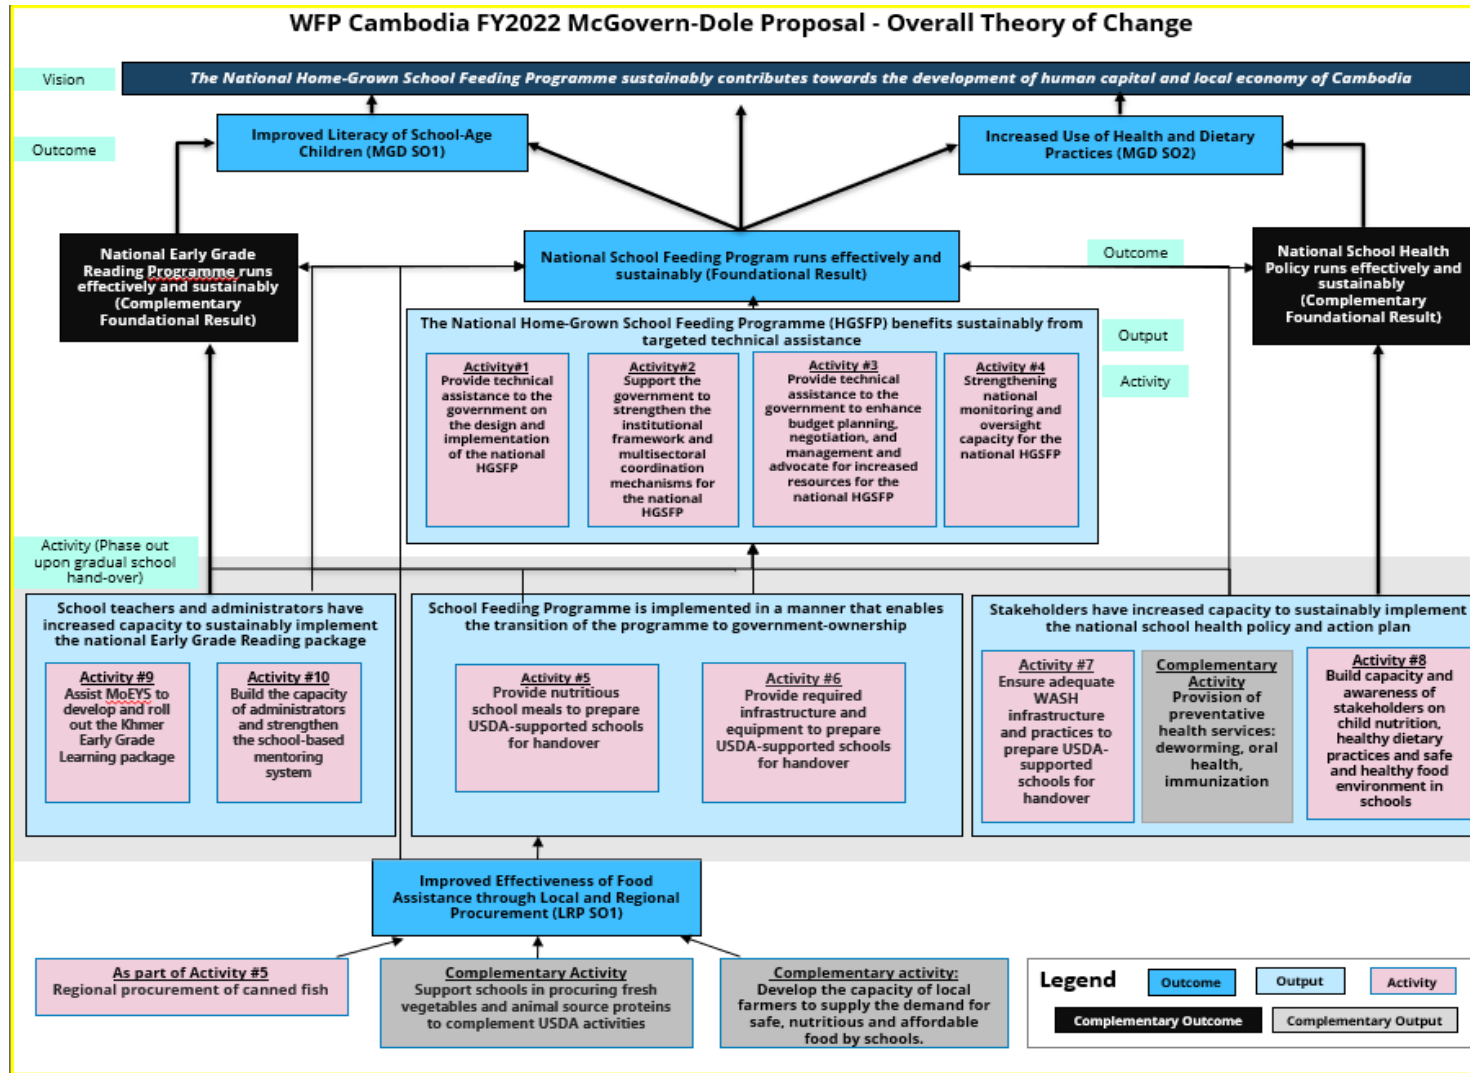 WFP Cambodia FY2022 McGovern-Dole Proposal - Overall Theory of Change
Vision
The National Home-Grown School Feeding Programme sustainably contributes towards the development of human capital and local economy of Cambodia
Outcome
Improved Literacy of School-Age
Children (MGD SO1)
Increased Use of Health and Dietary
Practices (MGD SO2)
National Early Grade
Reading Programme runs
effectively and sustainably
(Complementary
Foundational Result)
National School Feeding Program runs effectively and
sustainably (Foundational Result)
Outcome
National School Health
Policy runs effectively and
sustainably
(Complementary
Foundational Result)
The National Home-Grown School Feeding Programme (HGSFP) benefits sustainably from
targeted technical assistance
Output
Activity
Activity#1
Provide technical
assistance to the
government on
the design and
implementation
of the national
HGSFP
Activity#2
Support the
government to
strengthen the
institutional
framework and
multisectoral
coordination
mechanisms for
the national
HGSFP
Activity #3
Provide technical
assistance to the
government to enhance
budget planning,
negotiation, and
management and
advocate for increased
resources for the
national HGSFP
Activity #4
Strengthening
national
monitoring and
oversight
capacity for the
national HGSFP
Activity (Phase out
upon gradual school
hand-over)
School teachers and administrators have
increased capacity to sustainably implement
the national Early Grade Reading package
Activity #9
Assist MoEYS to
develop and roll
out the Khmer
Early Grade
Learning package
Activity #10
Build the capacity
of administrators
and strengthen
the school-based
mentoring
system
School Feeding Programme is implemented in a manner that enables
the transition of the programme to government-ownership
Activity #5
Provide nutritious
school meals to prepare
USDA-supported schools
for handover
Activity #6
Provide required
infrastructure and
equipment to prepare
USDA-supported schools
for handover
Stakeholders have increased capacity to sustainably implement
the national school health policy and action plan
Activity #7
Ensure adequate
WASH
infrastructure
and practices to
prepare USDA-
supported
schools for
handover
Complementary
Activity
Provision of
preventative
health services:
deworming, oral
health,
immunization
Activity #8
Build capacity and
awareness of
stakeholders on
child nutrition,
healthy dietary
practices and safe
and healthy food
environment in
schools
Improved Effectiveness of Food
Assistance through Local and Regional
Procurement (LRP SO1)
As part of Activity #5
Regional procurement of canned fish
Complementary Activity
Support schools in procuring fresh
vegetables and animal source proteins
to complement USDA activities
Complementary activity:
Develop the capacity of local
farmers to supply the demand for
safe, nutritious and affordable
food by schools.
Legend
Outcome
Output
Activity
Complementary Outcome
Complementary Output